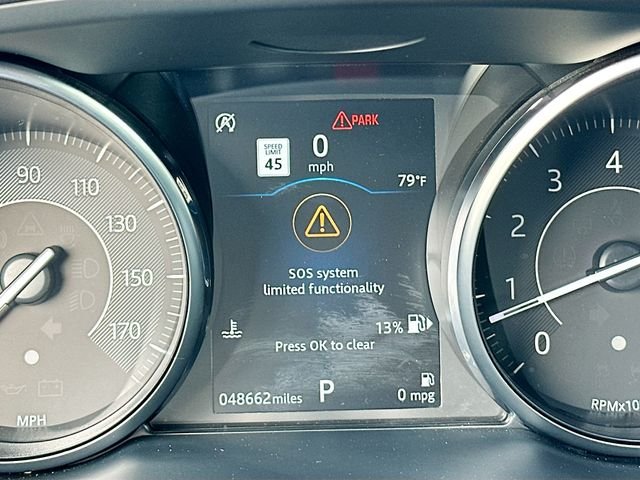 PARK
SPEED
LIMIT
45
0
mph
79°F
SOS system
limited functionality
13%
Press OK to clear
048662miles
P
0 mpg
90
110
130
150
170
MPH
4
3
2
1
0
RPMx10